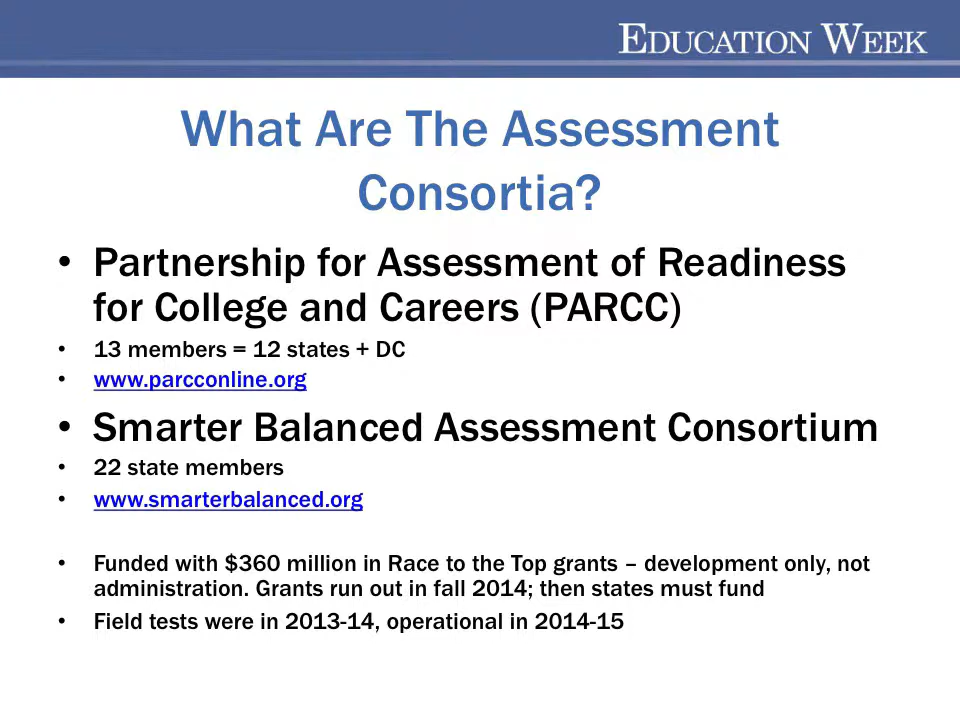 EDUCATION WEEK
What Are The Assessment
Consortia?
• Partnership for Assessment of Readiness
for College and Careers (PARCC)
• 13 members = 12 states + DC
• www.parcconline.org
• Smarter Balanced Assessment Consortium
• 22 state members
• www.smarterbalanced.org
• Funded with $360 million in Race to the Top grants – development only, not
administration. Grants run out in fall 2014; then states must fund
• Field tests were in 2013-14, operational in 2014-15